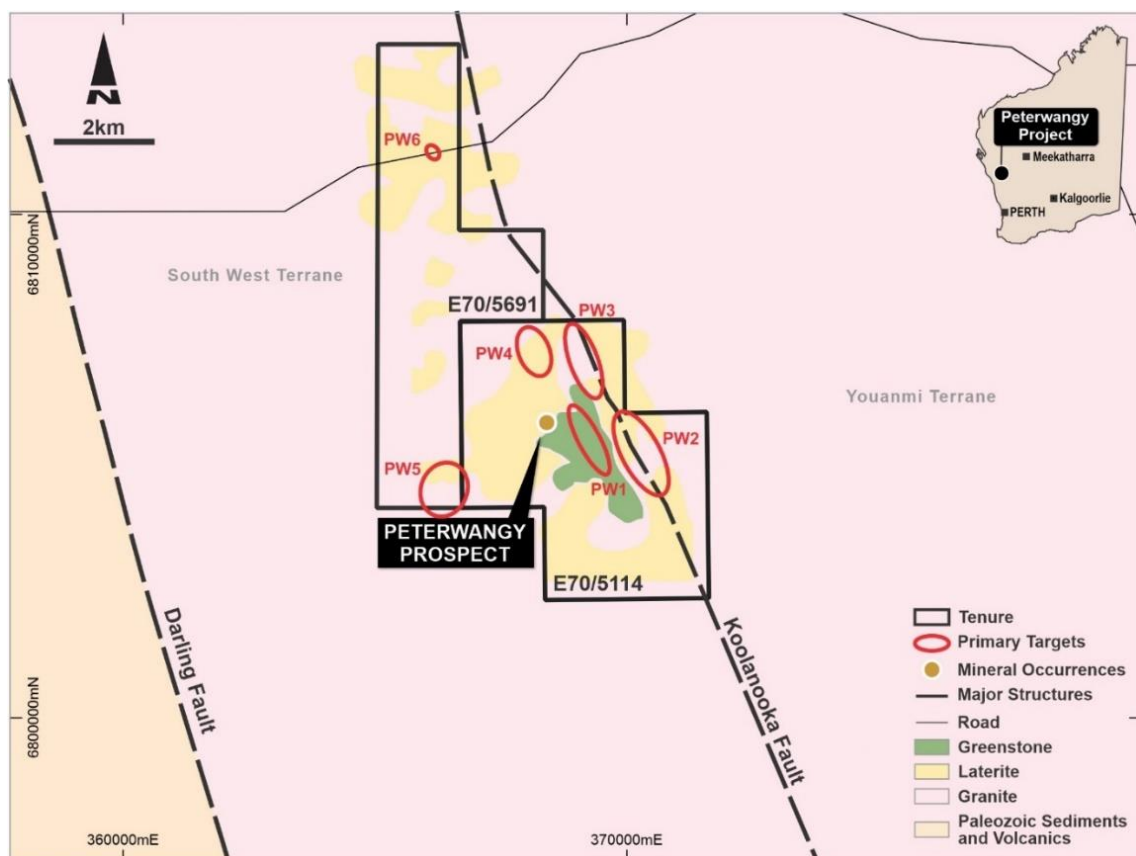 N
2km
PW6
Peterwangy
Project
Meekatharra
Kalgoorlie
PERTH
6810000mN
South West Terrane
E70/5691
PW3
PW4
Youanmi Terrane
PW2
PW5
PW1
PETERWANGY
PROSPECT
E70/5114
Darling Fault
Koolanooka Fault
6800000mN
Tenure
Primary Targets
Mineral Occurrences
Major Structures
Road
Greenstone
Laterite
Granite
Paleozoic Sediments
and Volcanics
360000mE
370000mE